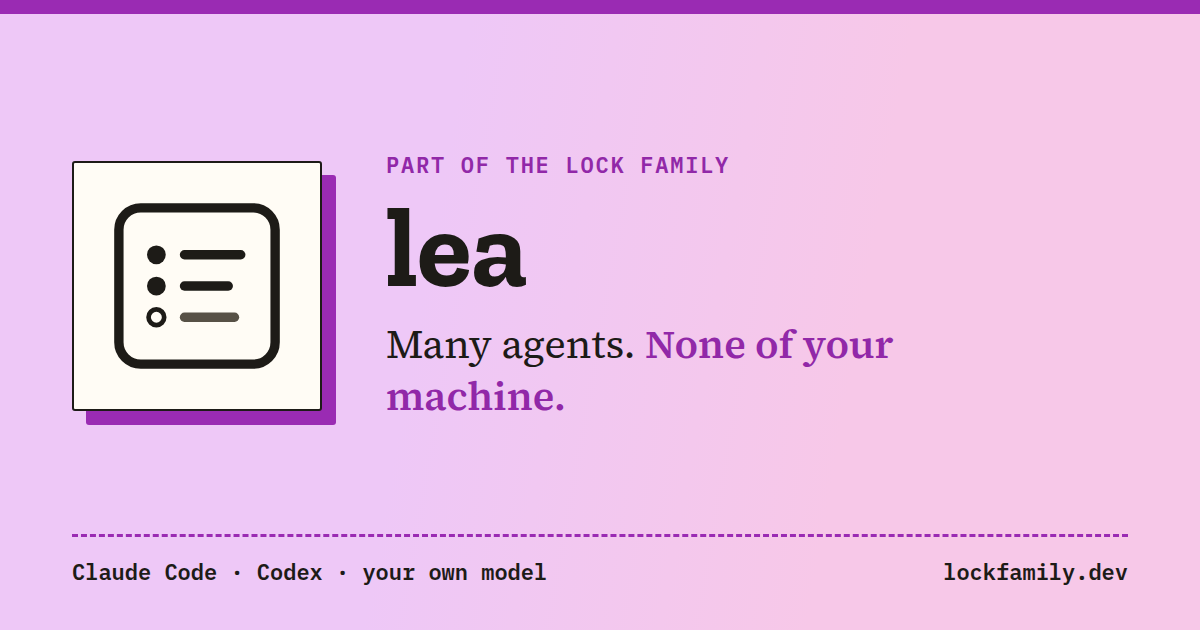 PART OF THE LOCK FAMILY
lea
Many agents. None of your
machine.
Claude Code · Codex · your own model
lockfamily.dev